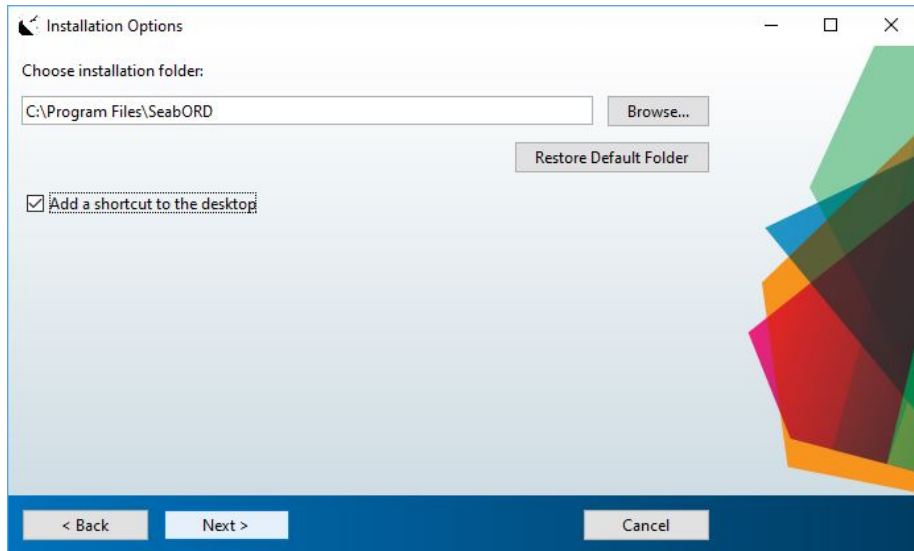 Installation Options
Choose installation folder:
C:\Program Files\SeabORD
Browse...
Restore Default Folder
Add a shortcut to the desktop
< Back
Next >
Cancel